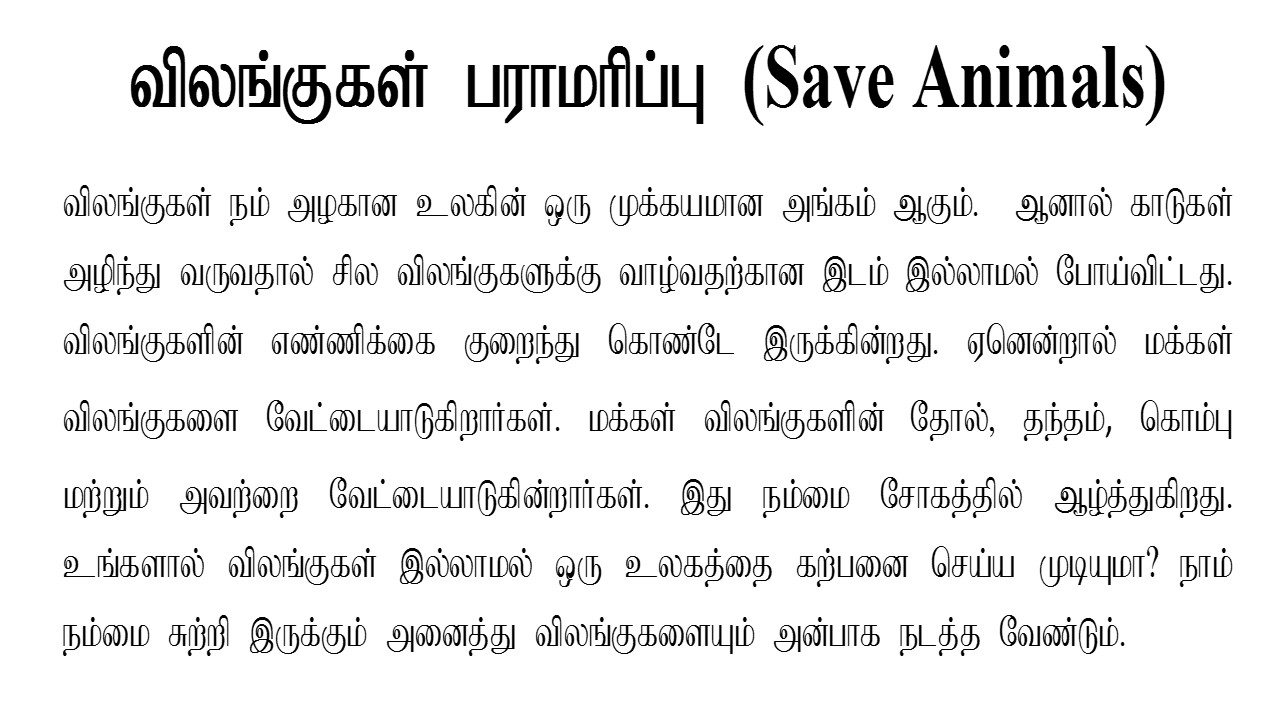 விலங்குகள் பராமரிப்பு (Save Animals)
விலங்குகள் நம் அழகான உலகின் ஒரு முக்கயமான அங்கம் ஆகும். ஆனால் காடுகள்
அழிந்து வருவதால் சில விலங்குகளுக்கு வாழ்வதற்கான இடம் இல்லாமல் போய்விட்டது.
விலங்குகளின் எண்ணிக்கை குறைந்து கொண்டே இருக்கின்றது. ஏனென்றால் மக்கள்
விலங்குகளை வேட்டையாடுகிறார்கள். மக்கள் விலங்குகளின் தோல், தந்தம், கொம்பு
மற்றும் அவற்றை வேட்டையாடுகின்றார்கள். இது நம்மை சோகத்தில் ஆழ்த்துகிறது.
உங்களால் விலங்குகள் இல்லாமல் ஒரு உலகத்தை கற்பனை செய்ய முடியுமா? நாம்
நம்மை சுற்றி இருக்கும் அனைத்து விலங்குகளையும் அன்பாக நடத்த வேண்டும்.